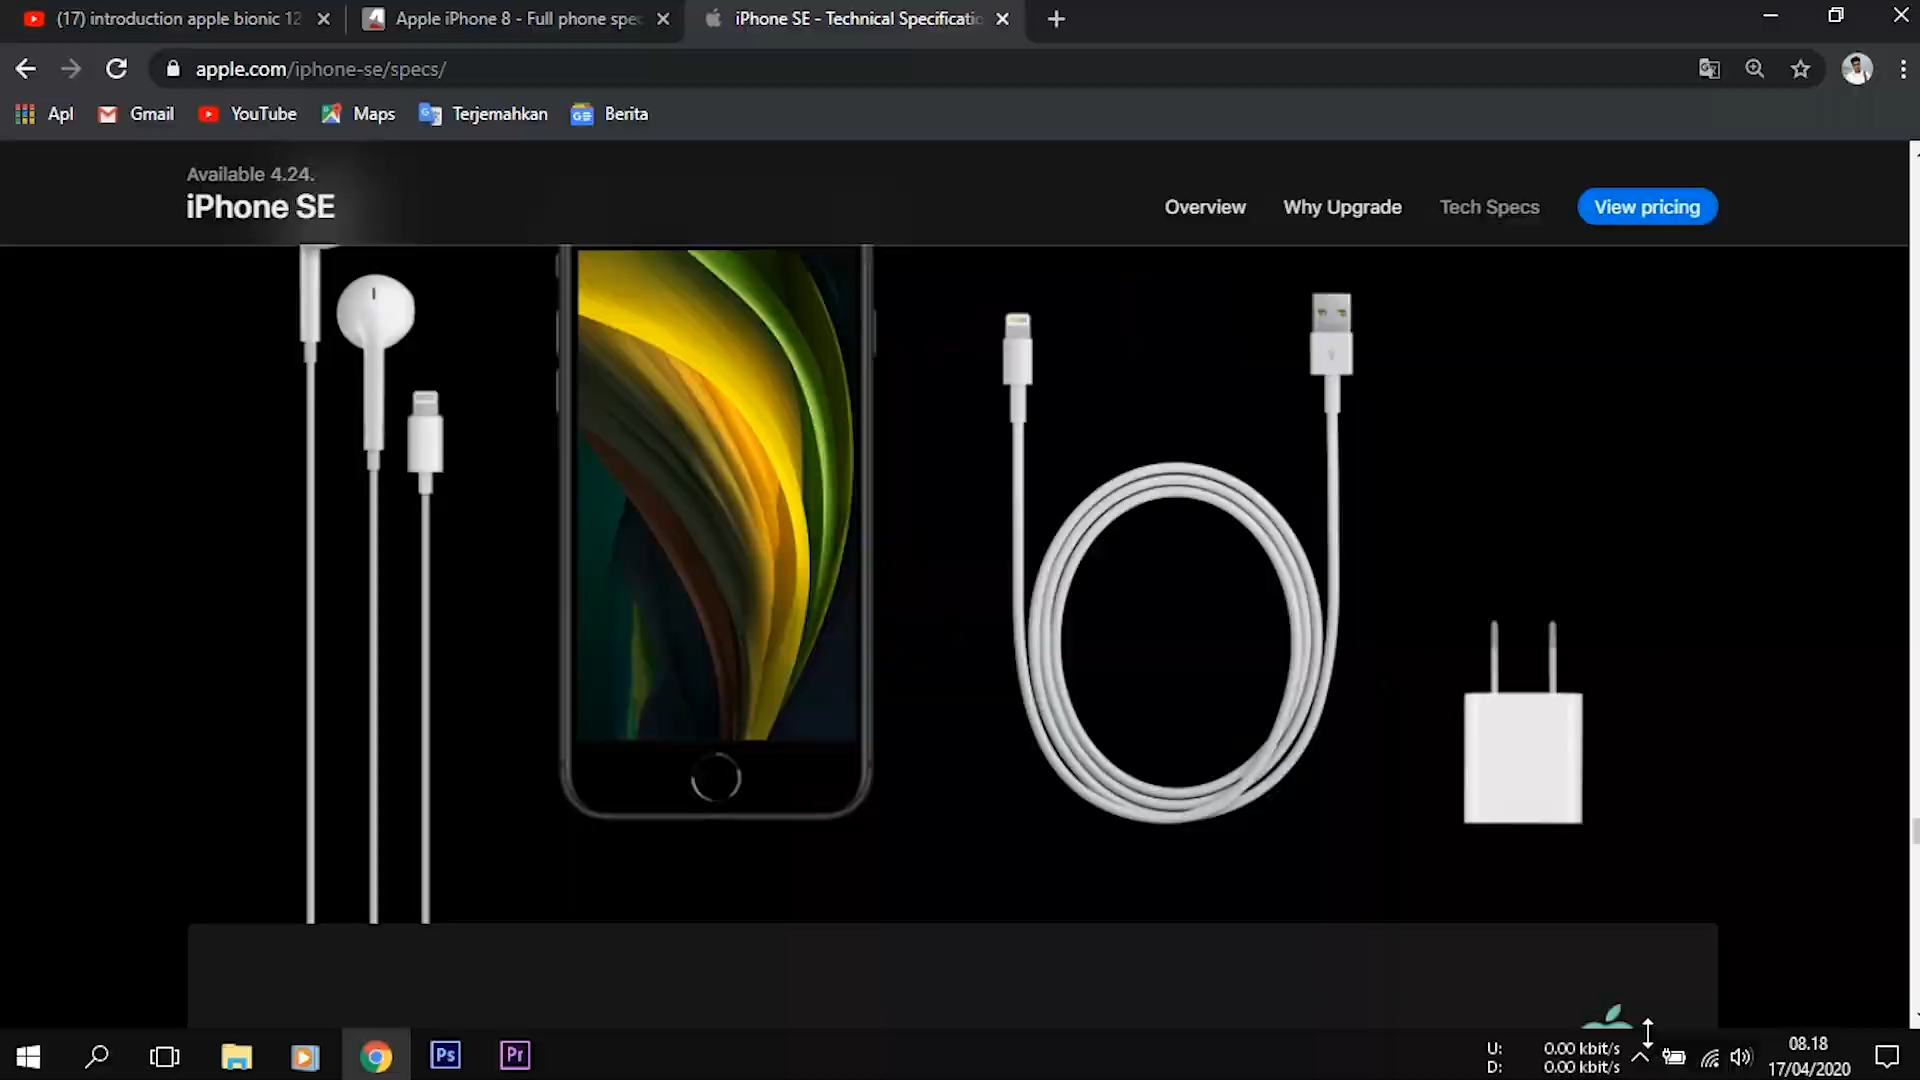 (17) introduction apple bionic 12
Apple iPhone 8 - Full phone spec
iPhone SE - Technical Specificatio
apple.com/iphone-se/specs/
Apl
Gmail
YouTube
Maps
Terjemahkan
Berita
Available 4.24.
iPhone SE
Overview
Why Upgrade
Tech Specs
View pricing
Ps
Pr
U: 0.00 kbit/s
D: 0.00 kbit/s
08.18
17/04/2020